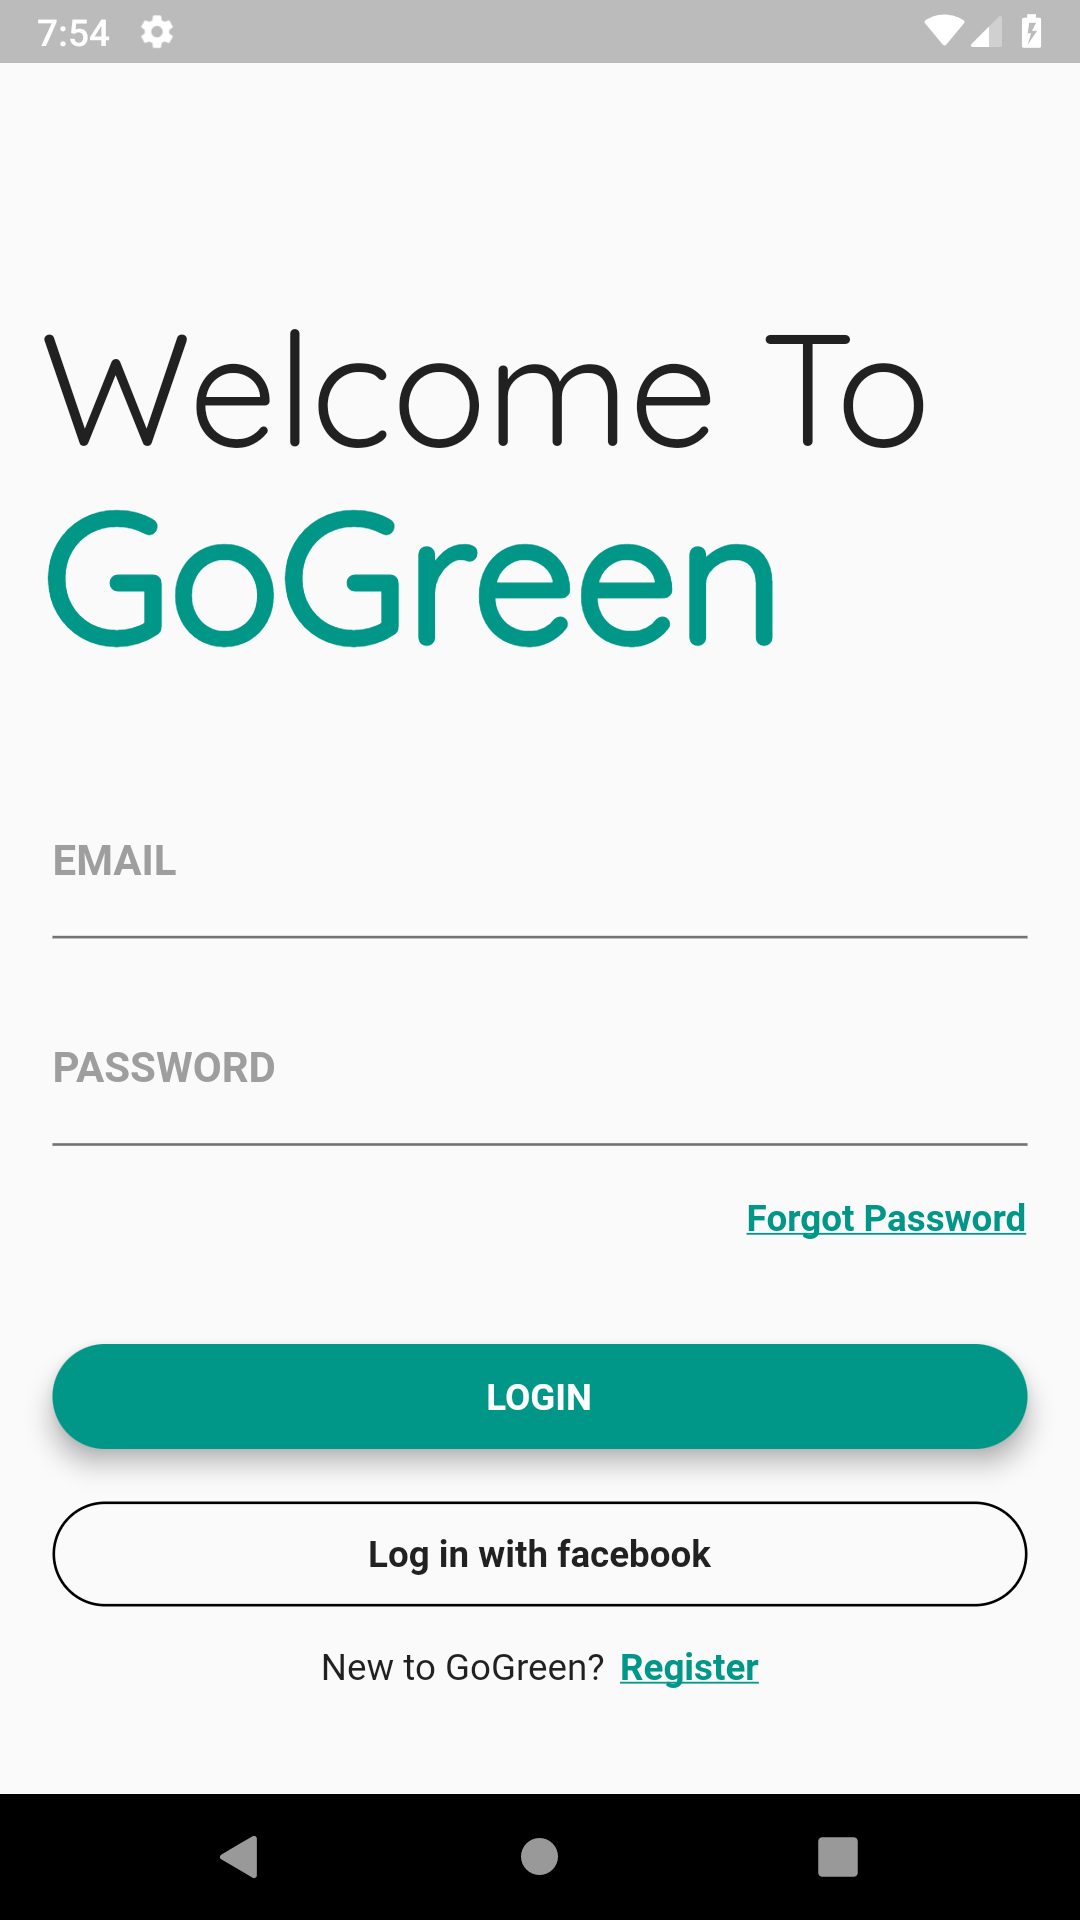 7:54
Welcome To
GoGreen
EMAIL
PASSWORD
Forgot Password
LOGIN
Log in with facebook
New to GoGreen? Register